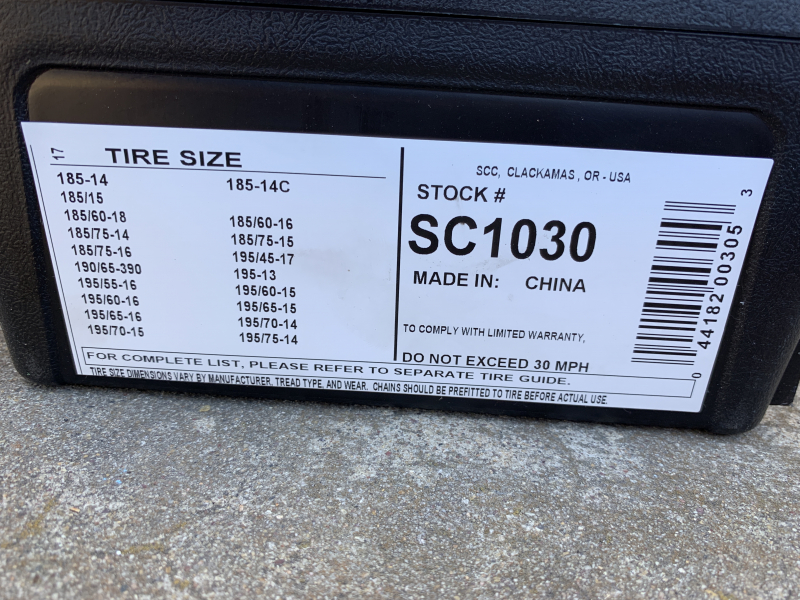 17
TIRE SIZE
185-14 185-14C
185/15
185/60-18 185/60-16
185/75-14 185/75-15
185/75-16 195/45-17
190/65-390 195-13
195/55-16 195/60-15
195/60-16 195/65-15
195/65-16 195/70-14
195/70-15 195/75-14
SCC, CLACKAMAS , OR - USA
STOCK #
SC1030
MADE IN: CHINA
TO COMPLY WITH LIMITED WARRANTY,
DO NOT EXCEED 30 MPH
0 44182 00305 3
FOR COMPLETE LIST, PLEASE REFER TO SEPARATE TIRE GUIDE.
TIRE SIZE DIMENSIONS VARY BY MANUFACTURER, TREAD TYPE, AND WEAR. CHAINS SHOULD BE PREFITTED TO TIRE BEFORE ACTUAL USE.